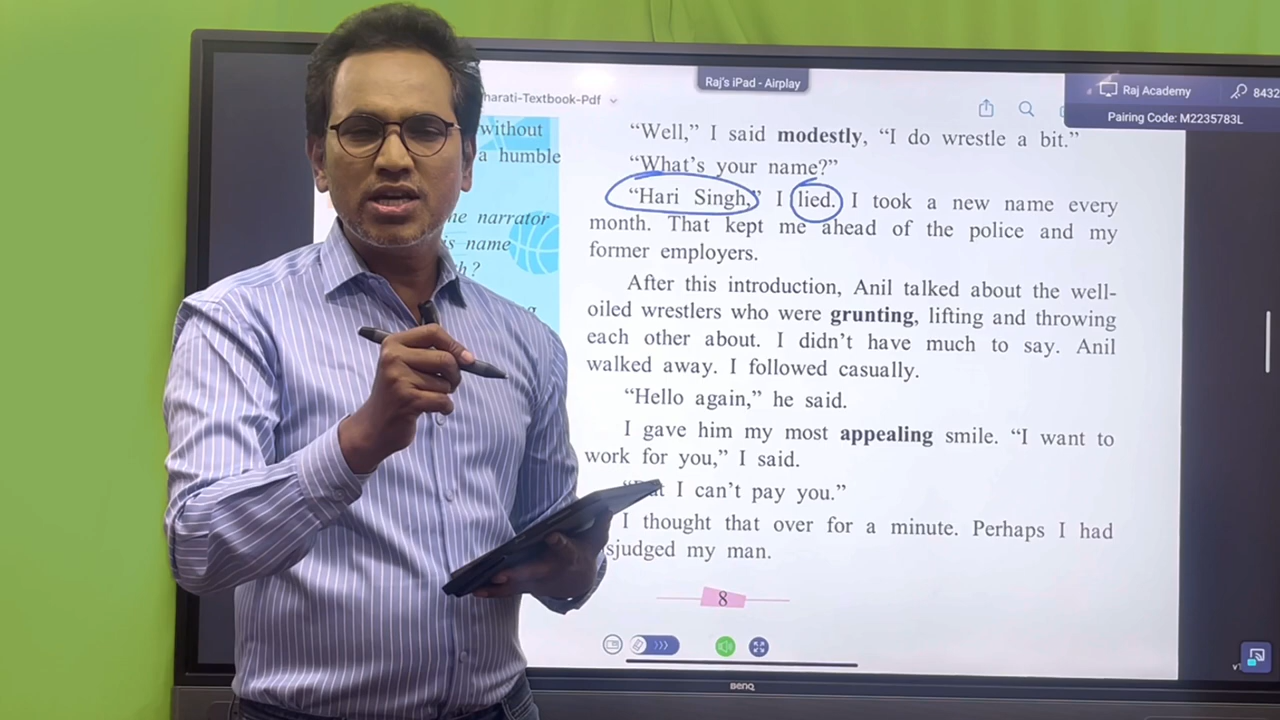 Raj's iPad - Airplay
Raj Academy
8432
Pairing Code: M2235783L
harati-Textbook-Pdf
without
a humble
narrator
name
"Well," I said modestly, "I do wrestle a bit."
"What's your name?"
"Hari Singh," I lied. I took a new name every
month. That kept me ahead of the police and my
former employers.
After this introduction, Anil talked about the well-
oiled wrestlers who were grunting, lifting and throwing
each other about. I didn't have much to say. Anil
walked away. I followed casually.
"Hello again," he said.
I gave him my most appealing smile. "I want to
work for you," I said.
I can't pay you."
I thought that over for a minute. Perhaps I had
sjudged my man.
8
BenQ